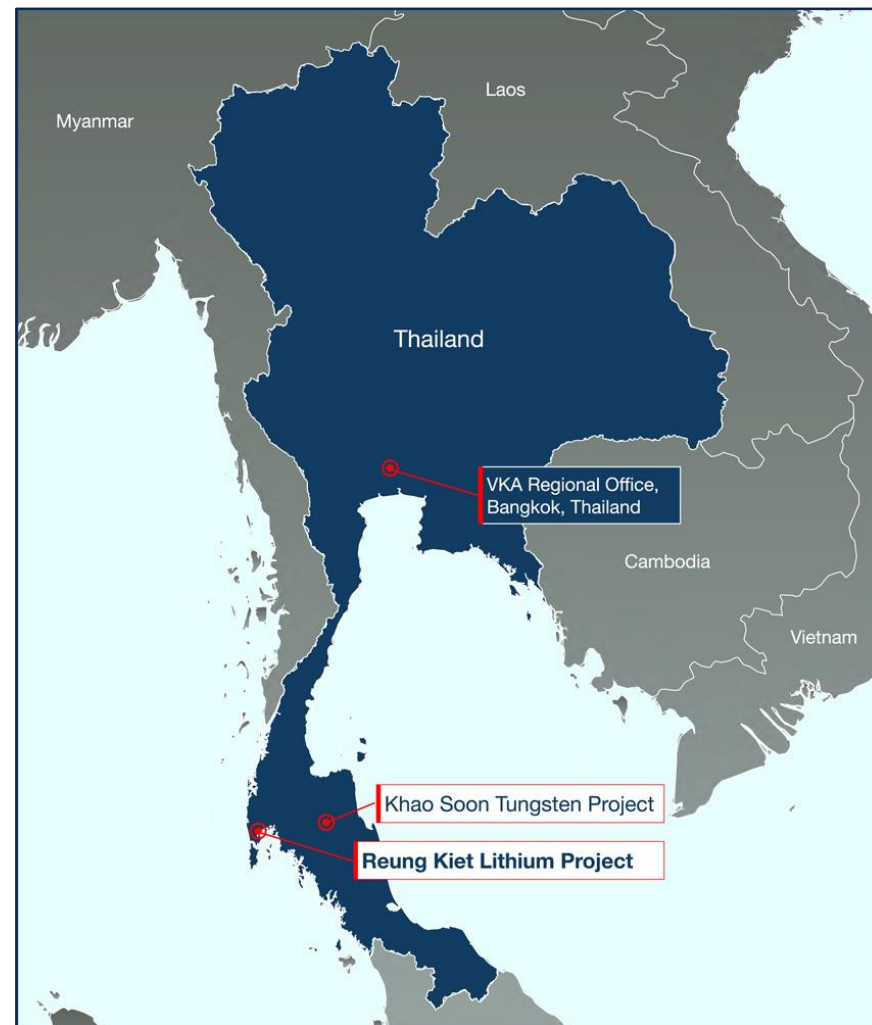 Laos
Myanmar
Thailand
VKA Regional Office,
Bangkok, Thailand
Cambodia
Vietnam
Khao Soon Tungsten Project
Reung Kiet Lithium Project